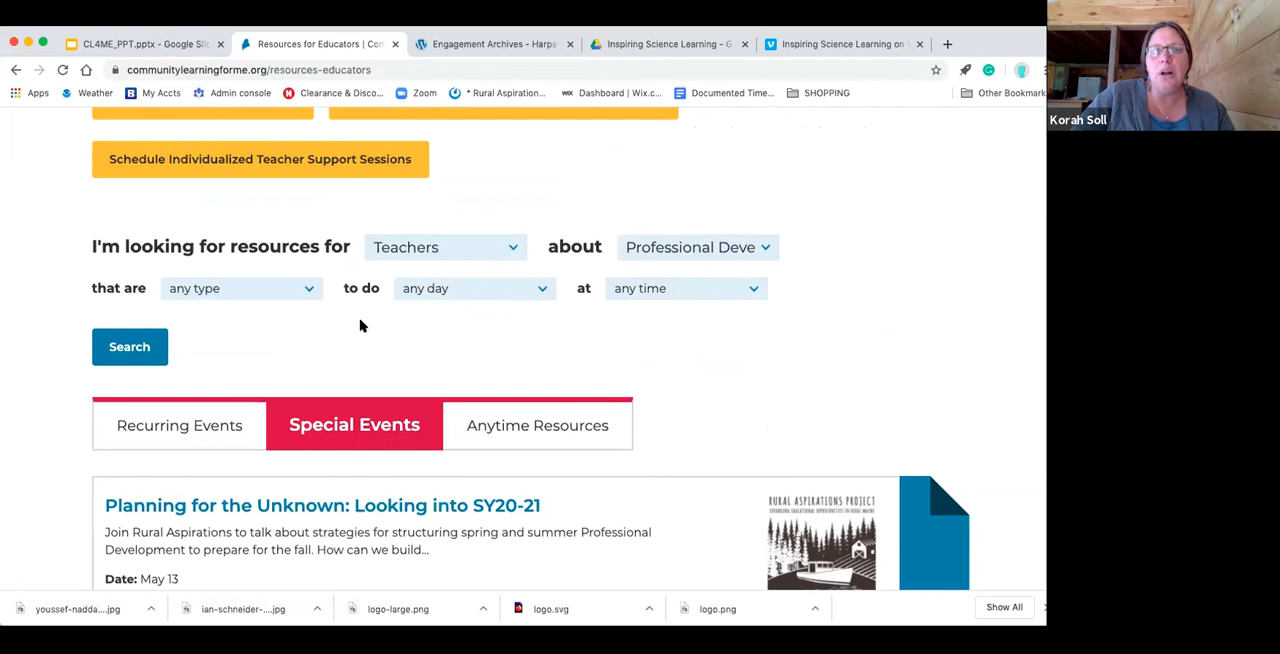 CL4ME_PPT.pptx - Google Slic
Resources for Educators | Con
Engagement Archives - Harps
Inspiring Science Learning - G
Inspiring Science Learning on V
communitylearningforme.org/resources-educators
Apps Weather My Accts Admin console Clearance & Disco... Zoom * Rural Aspiration... Dashboard | Wix.c... Documented Time... SHOPPING Other Bookmark
Korah Soll
Schedule Individualized Teacher Support Sessions
I'm looking for resources for Teachers about Professional Deve
that are any type to do any day at any time
Search
Recurring Events Special Events Anytime Resources
Planning for the Unknown: Looking into SY20-21
Join Rural Aspirations to talk about strategies for structuring spring and summer Professional
Development to prepare for the fall. How can we build...
Date: May 13
RURAL ASPIRATIONS PROJECT
youssef-nadda....jpg ian-schneider-....jpg logo-large.png logo.svg logo.png Show All